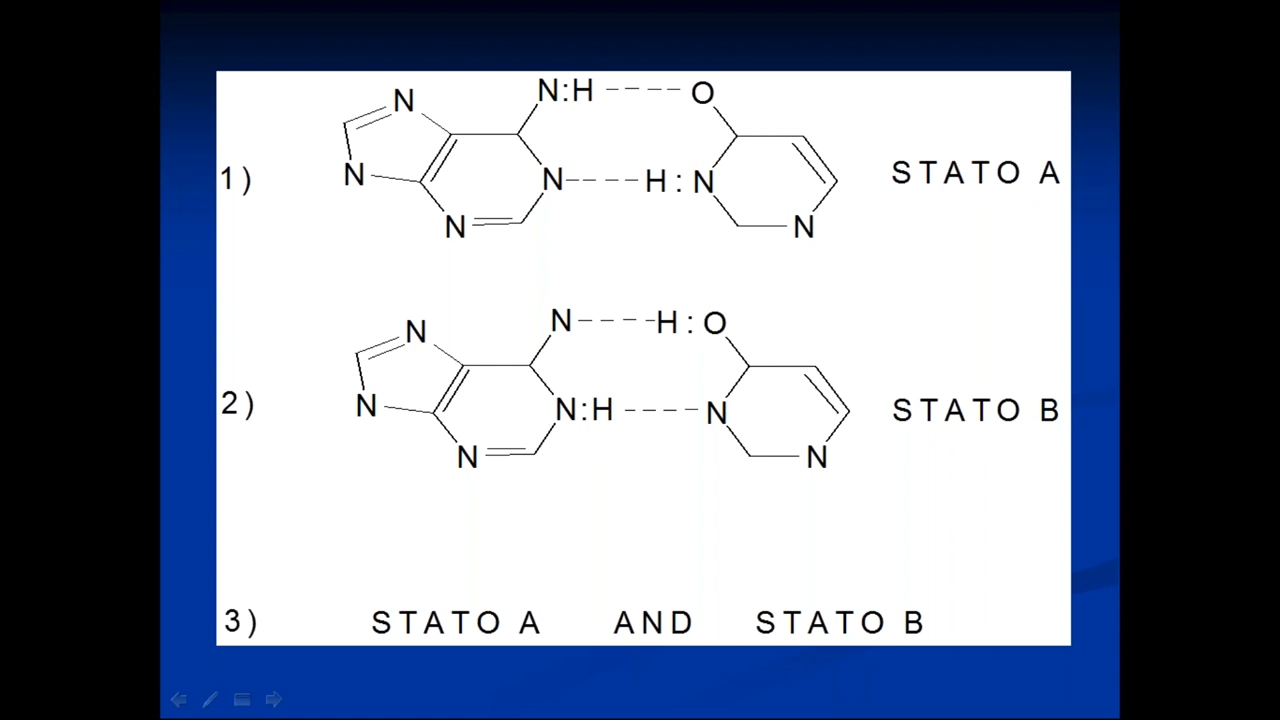 N:H O
N
1) N N H : N STATO A
N N
N H : O
N
2) N N:H N STATO B
N N
3) STATO A AND STATO B